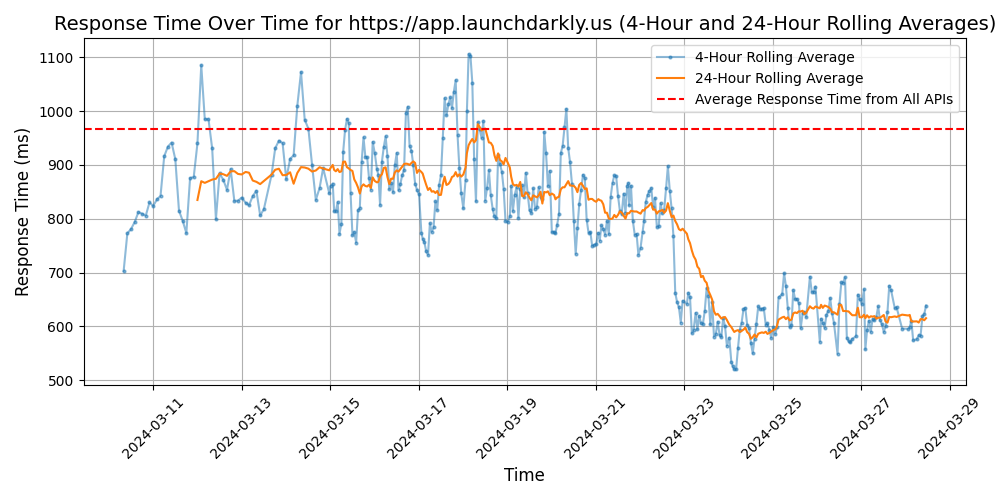 Response Time Over Time for https://app.launchdarkly.us (4-Hour and 24-Hour Rolling Averages)
4-Hour Rolling Average
24-Hour Rolling Average
Average Response Time from All APIs
Response Time (ms)
1100
1000
900
800
700
600
500
2024-03-11
2024-03-13
2024-03-15
2024-03-17
2024-03-19
2024-03-21
2024-03-23
2024-03-25
2024-03-27
2024-03-29
Time